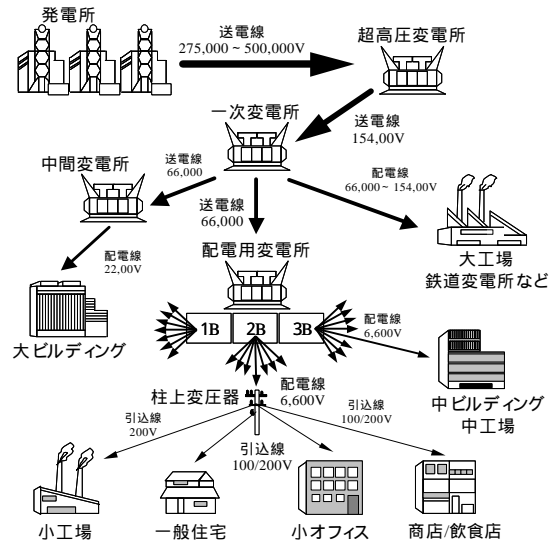 発電所
送電線
275,000 ~ 500,000V
超高圧変電所
一次変電所
送電線
154,00V
中間変電所
送電線
66,000
送電線
66,000
配電線
66,000~ 154,00V
配電線
22,00V
配電用変電所
大工場
鉄道変電所など
大ビルディング
1B 2B 3B
配電線
6,600V
柱上変圧器
配電線
6,600V
中ビルディング
中工場
引込線
200V
引込線
100/200V
引込線
100/200V
小工場
一般住宅
小オフィス
商店/飲食店